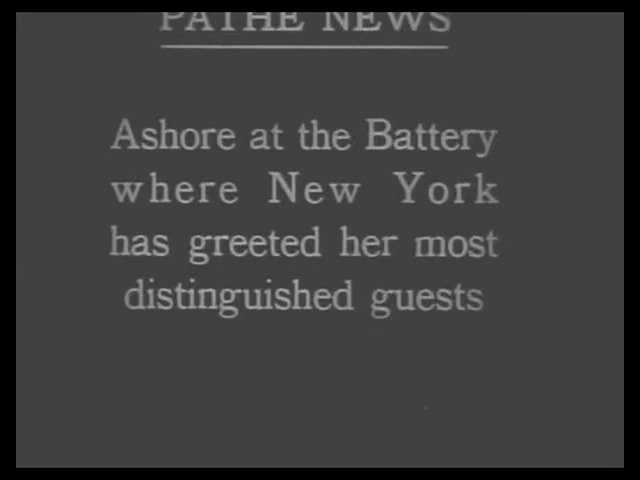 PATHE NEWS
Ashore at the Battery
where New York
has greeted her most
distinguished guests